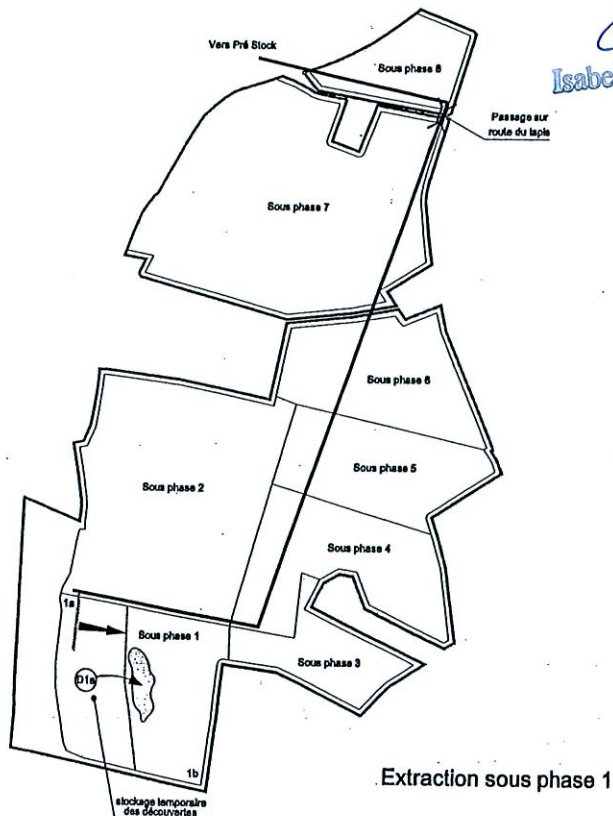 Vers Pré Stock
Sous phase 8
Isabe
Passage sur
route du tapis
Sous phase 7
Sous phase 6
Sous phase 5
Sous phase 2
Sous phase 4
1a
Sous phase 1
Sous phase 3
D1a
1b
Extraction sous phase 1
stockage temporaire
des découvertes